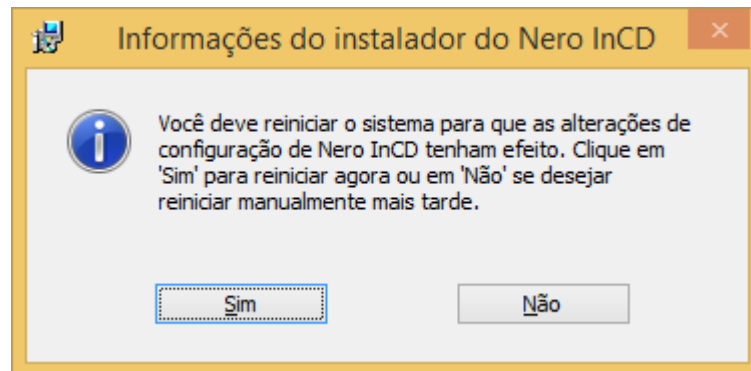 Informações do instalador do Nero InCD
Você deve reiniciar o sistema para que as alterações de
configuração de Nero InCD tenham efeito. Clique em
'Sim' para reiniciar agora ou em 'Não' se desejar
reiniciar manualmente mais tarde.
Sim
Não